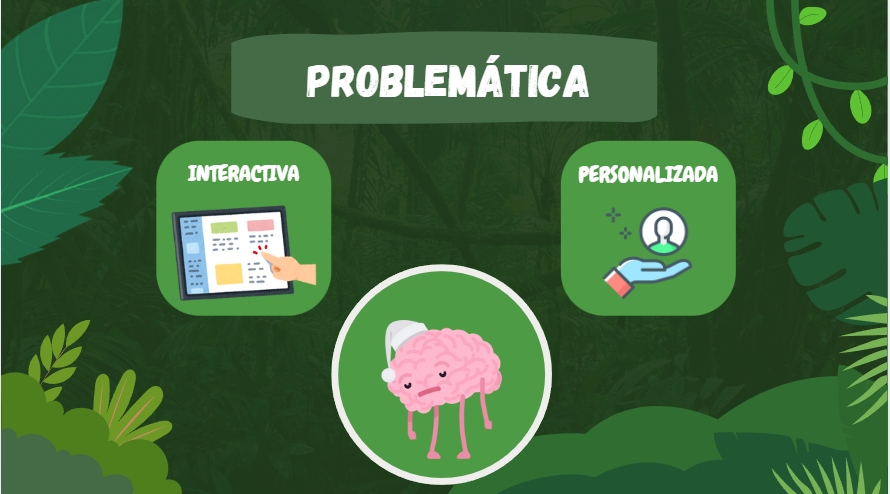 PROBLEMÁTICA
INTERACTIVA
PERSONALIZADA